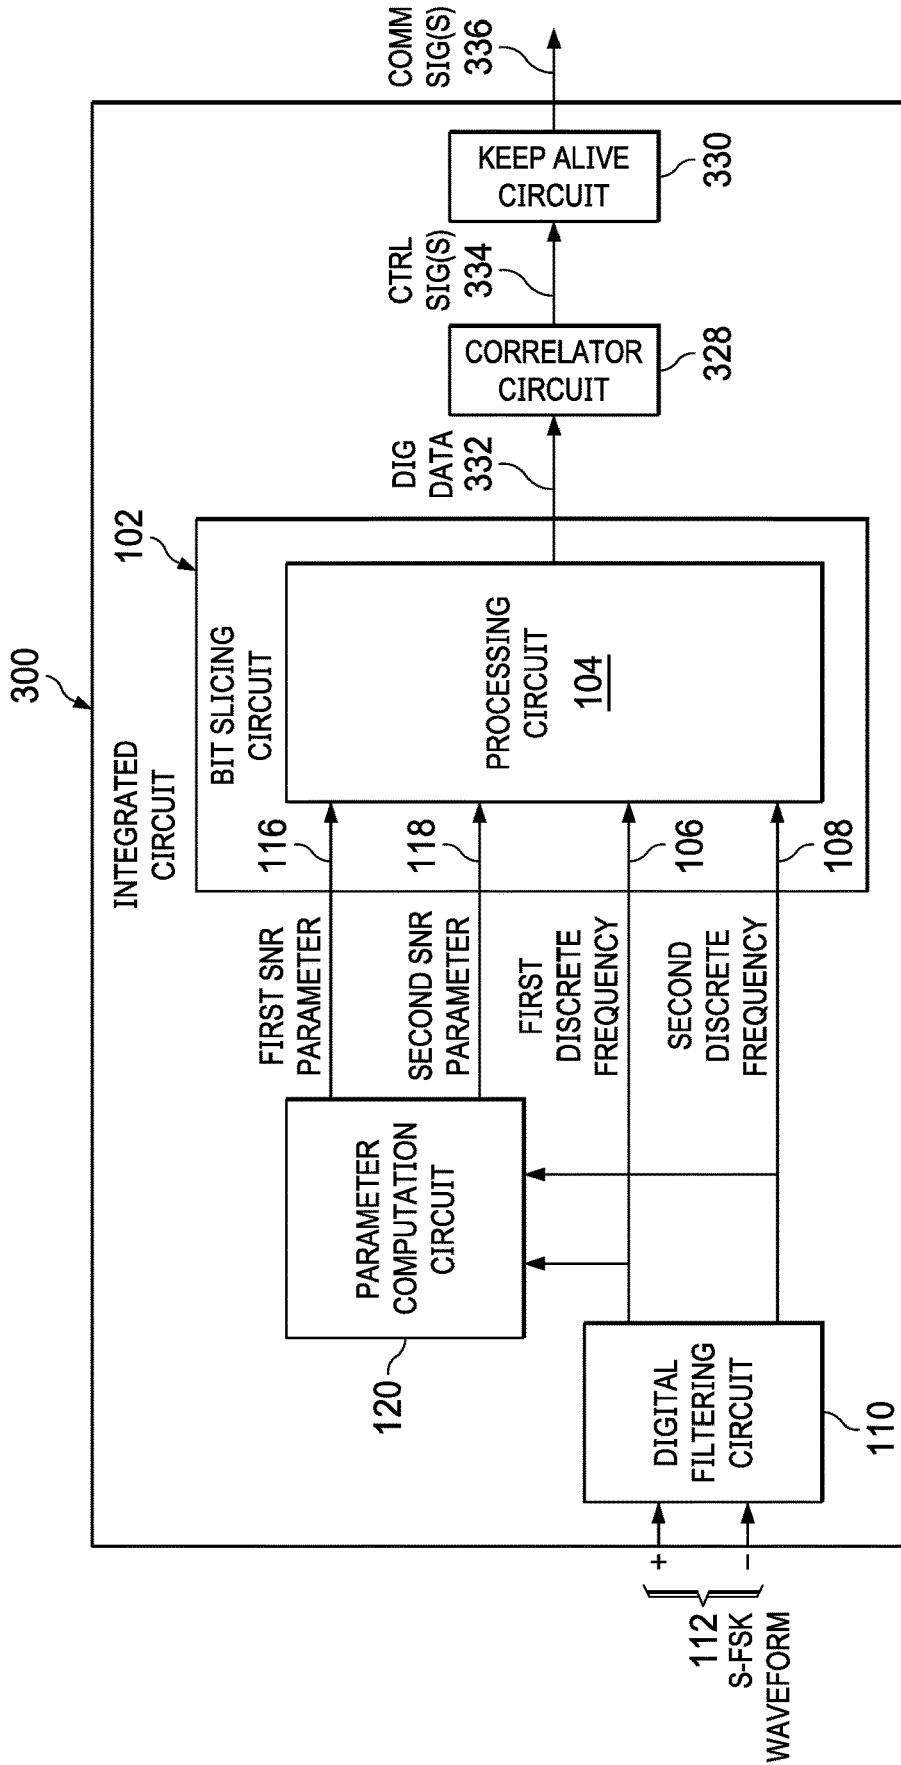 300
INTEGRATED
CIRCUIT
102
BIT SLICING
CIRCUIT
PROCESSING
CIRCUIT
104
116
118
106
108
FIRST SNR
PARAMETER
SECOND SNR
PARAMETER
FIRST
DISCRETE
FREQUENCY
SECOND
DISCRETE
FREQUENCY
PARAMETER
COMPUTATION
CIRCUIT
120
DIGITAL
FILTERING
CIRCUIT
110
+
−
112
S-FSK
WAVEFORM
DIG
DATA
332
CORRELATOR
CIRCUIT
328
CTRL
SIG(S)
334
KEEP ALIVE
CIRCUIT
330
COMM
SIG(S)
336